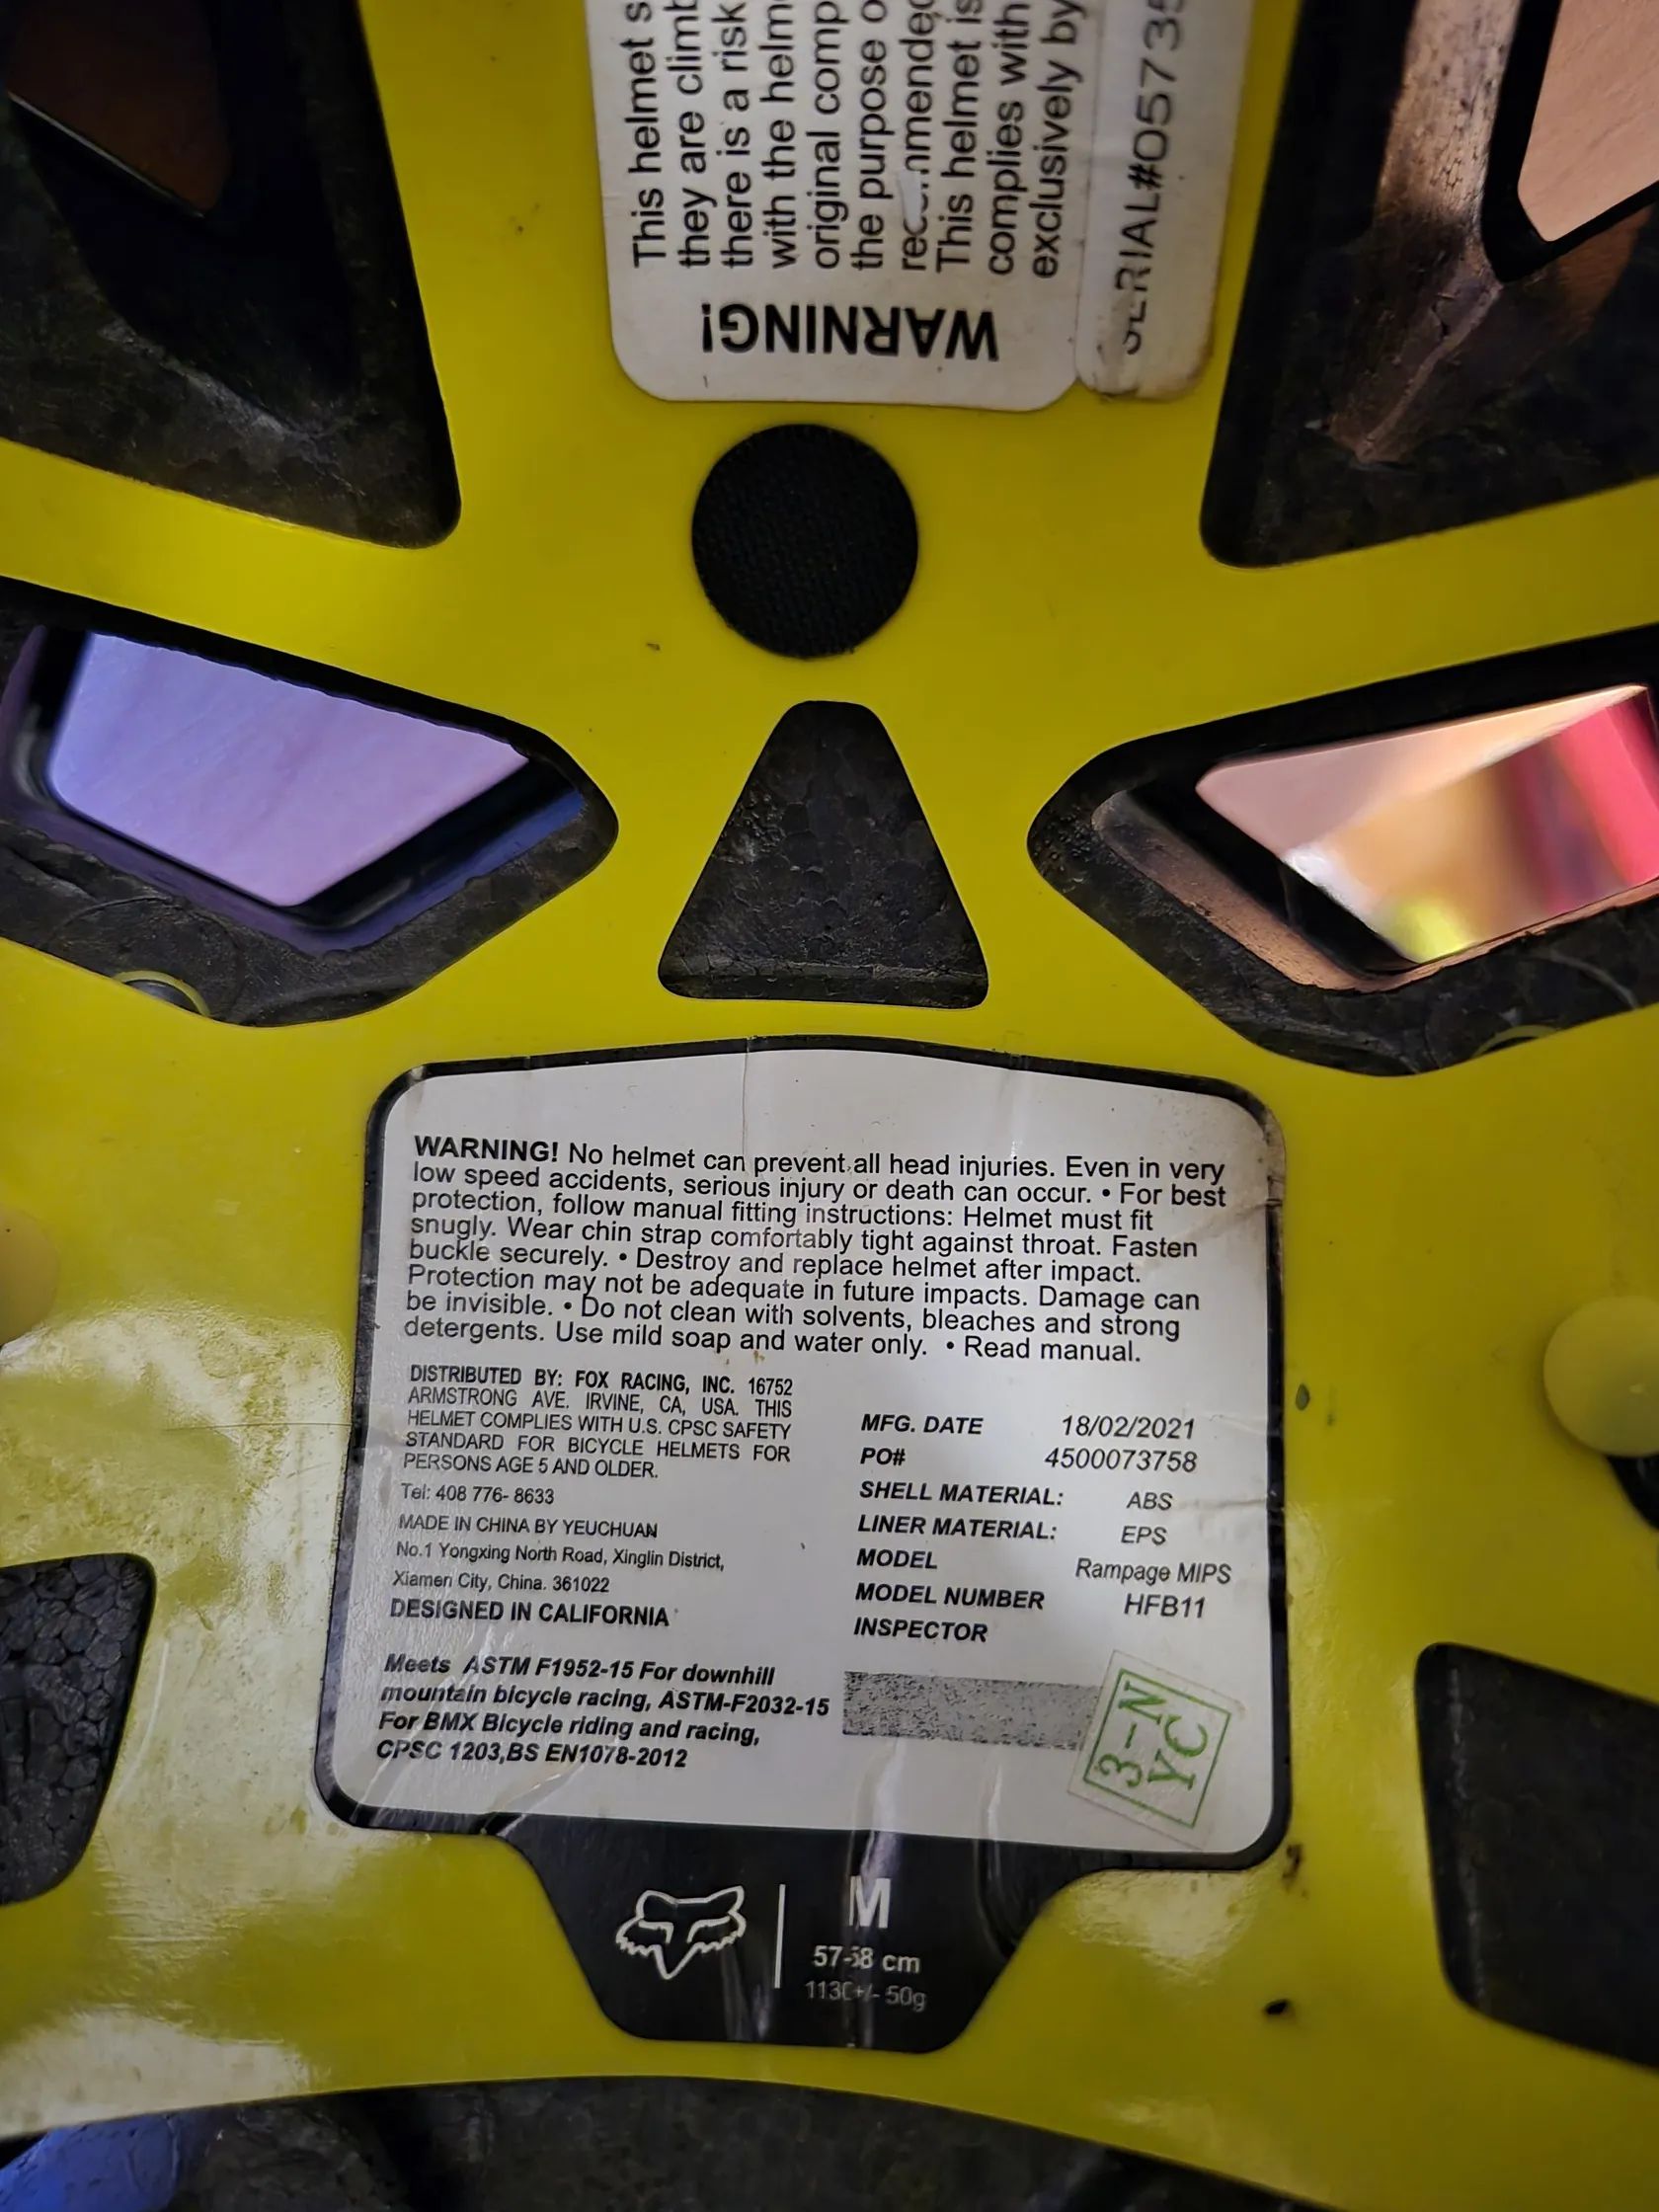 This helmet s
they are climb
there is a risk
with the helm
original comp
the purpose o
This helmet is
complies with
exclusively by
WARNING!
SERIAL#05735
WARNING! No helmet can prevent all head injuries. Even in very
low speed accidents, serious injury or death can occur. • For best
protection, follow manual fitting instructions: Helmet must fit
snugly. Wear chin strap comfortably tight against throat. Fasten
buckle securely. • Destroy and replace helmet after impact.
Protection may not be adequate in future impacts. Damage can
be invisible. • Do not clean with solvents, bleaches and strong
detergents. Use mild soap and water only. • Read manual.
DISTRIBUTED BY: FOX RACING, INC. 16752
ARMSTRONG AVE. IRVINE, CA, USA. THIS
HELMET COMPLIES WITH U.S. CPSC SAFETY
STANDARD FOR BICYCLE HELMETS FOR
PERSONS AGE 5 AND OLDER.
Tel: 408 776- 8633
MADE IN CHINA BY YEUCHUAN
No.1 Yongxing North Road, Xinglin District,
Xiamen City, China. 361022
DESIGNED IN CALIFORNIA
Meets ASTM F1952-15 For downhill
mountain bicycle racing, ASTM-F2032-15
For BMX Bicycle riding and racing,
CPSC 1203,BS EN1078-2012
MFG. DATE 18/02/2021
PO# 4500073758
SHELL MATERIAL: ABS
LINER MATERIAL: EPS
MODEL Rampage MIPS
MODEL NUMBER HFB11
INSPECTOR
3-N
YC
M
57-58 cm
1130+/- 50g